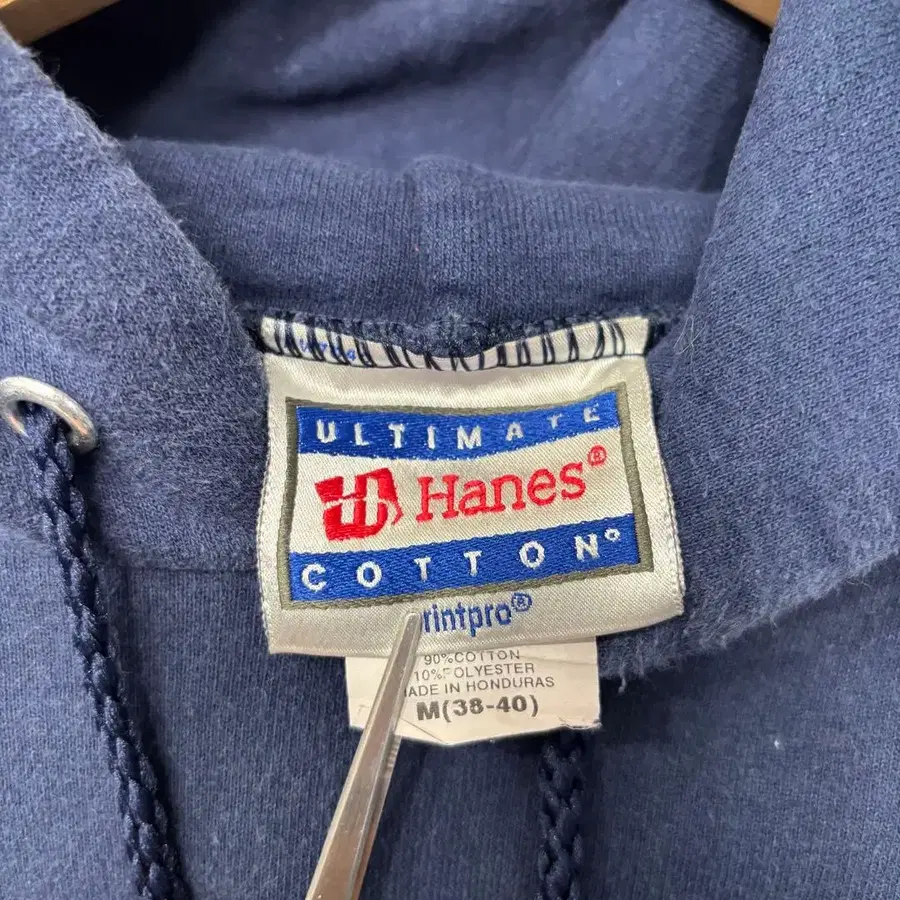 ULTIMATE
Hanes®
COTTON®
rintpro®
90%COTTON
10%POLYESTER
ADE IN HONDURAS
M(38-40)